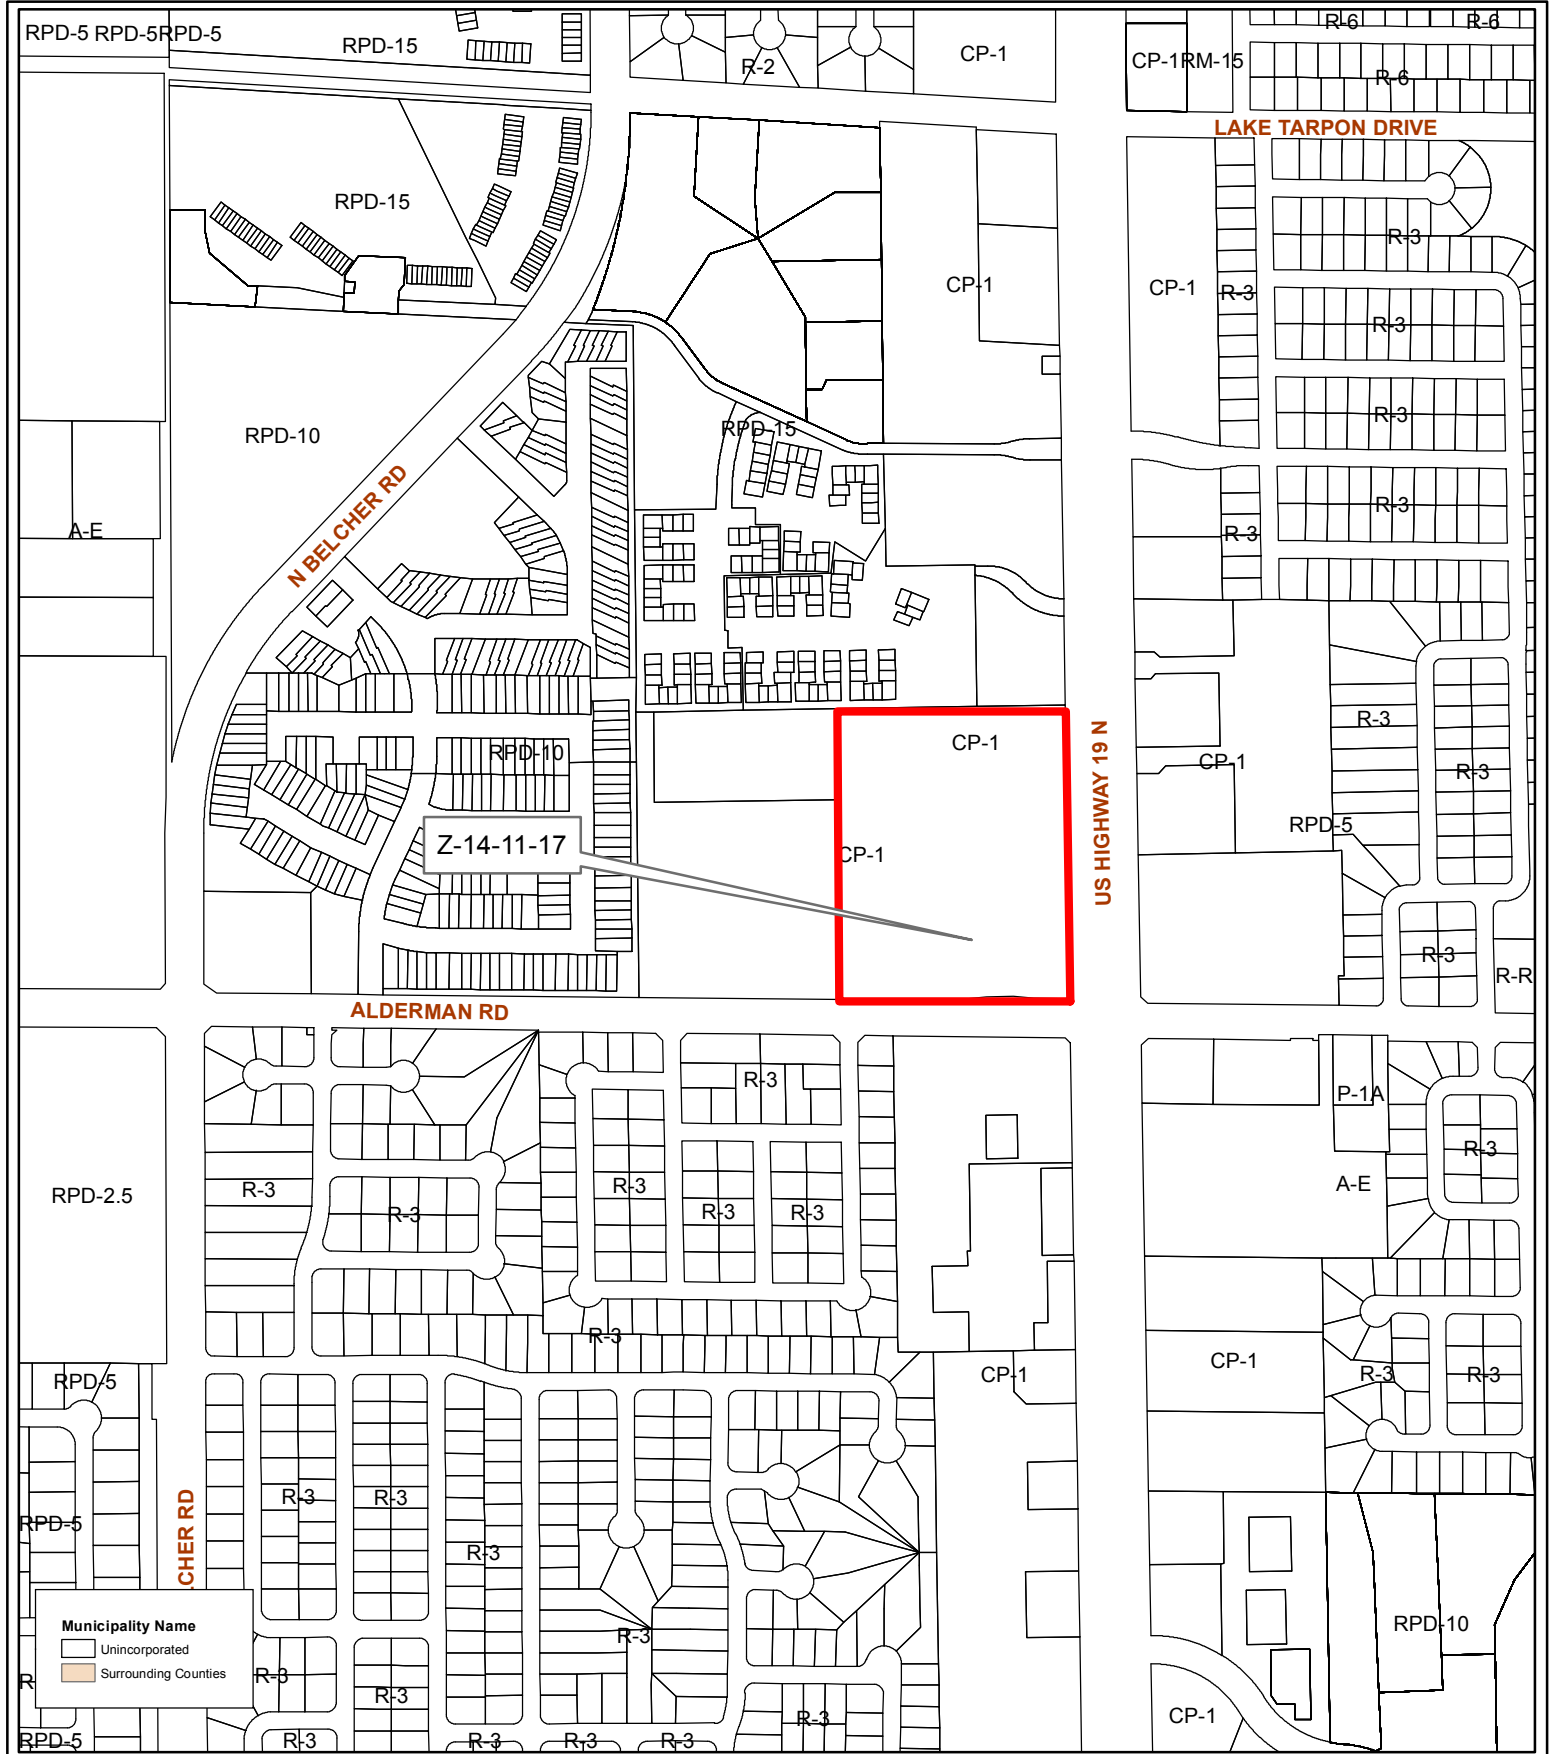 RPD-5 RPD-5RPD-5
RPD-15
R-2
CP-1
CP-1RM-15
R-6
R-6
R-6
LAKE TARPON DRIVE
RPD-15
R-3
CP-1
CP-1
R-3
R-3
RPD-10
RPD-15
R-3
N BELCHER RD
A-E
R-3
R-3
R-3
CP-1
US HIGHWAY 19 N
RPD-10
CP-1
R-3
RPD-5
Z-14-11-17
CP-1
R-3
R-R
ALDERMAN RD
R-3
P-1A
R-3
RPD-2.5
R-3
R-3
R-3
R-3
R-3
A-E
R-3
CP-1
CP-1
R-3
R-3
RPD-5
R-3
R-3
RPD-5
CHER RD
R-3
R-3
RPD-10
Municipality Name
Unincorporated
Surrounding Counties
R
R-3
R-3
R-3
CP-1
RPD-5
R-3
R-3
R-3
R-3